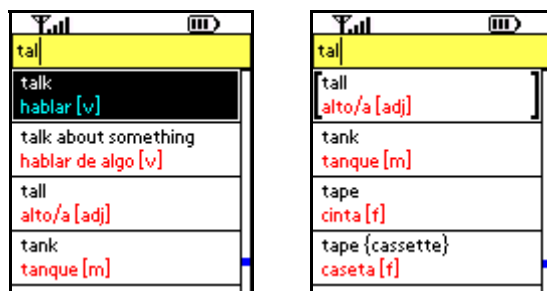 tal
talk
hablar [v]
talk about something
hablar de algo [v]
tall
alto/a [adj]
tank
tanque [m]
tal
tall
alto/a [adj]
tank
tanque [m]
tape
cinta [f]
tape {cassette}
caseta [f]